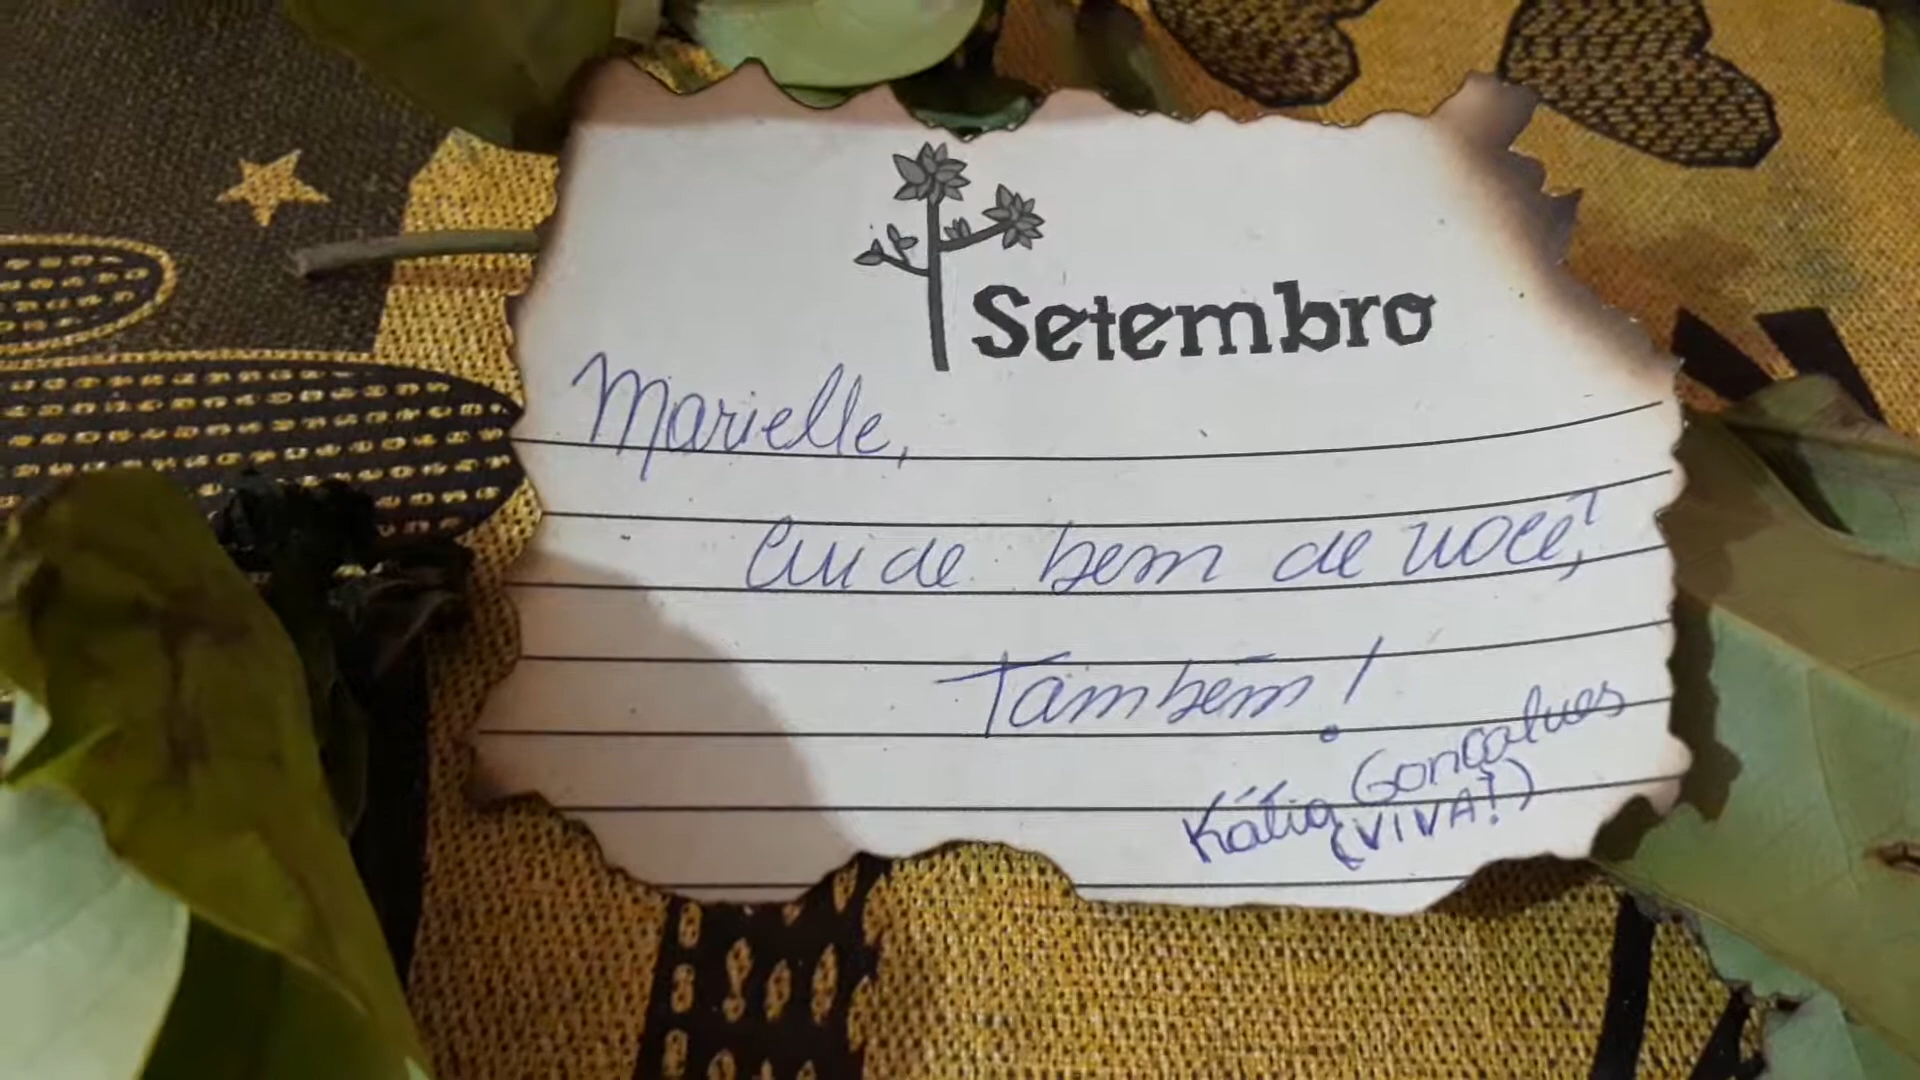 Setembro
Marielle,
Cuide bem de você,
Também!
Kátia Gonçalves
(VIVA!)